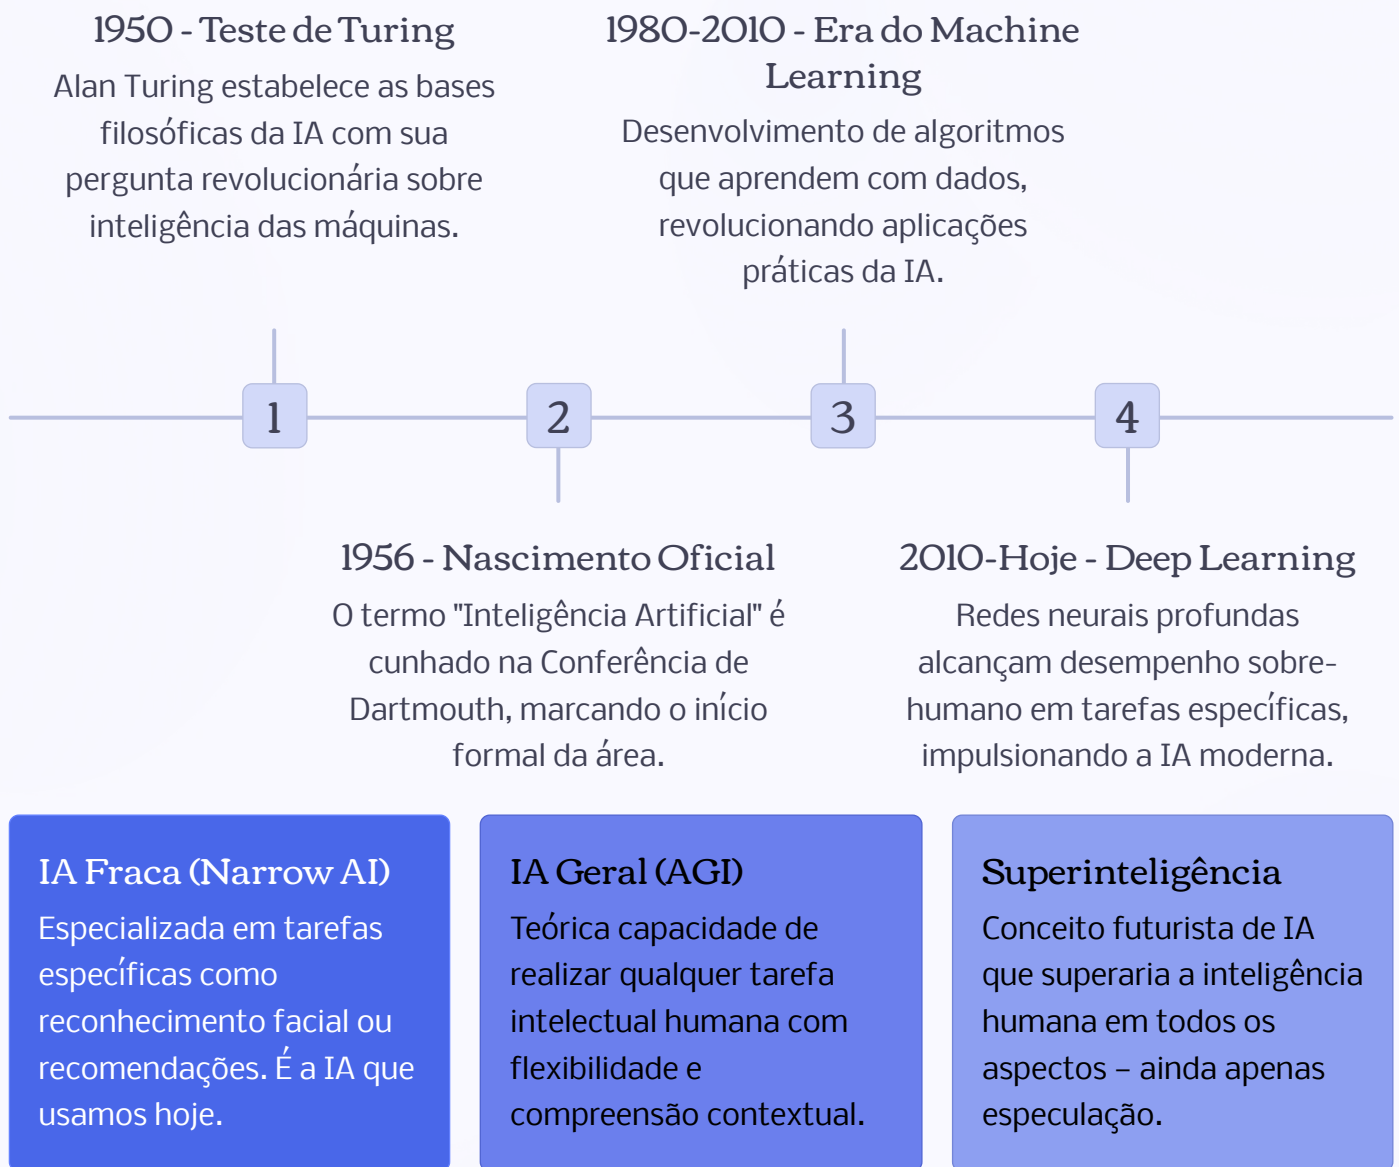 1950 - Teste de Turing
Alan Turing estabelece as bases
filosóficas da IA com sua
pergunta revolucionária sobre
inteligência das máquinas.
1980-2010 - Era do Machine
Learning
Desenvolvimento de algoritmos
que aprendem com dados,
revolucionando aplicações
práticas da IA.
1
2
3
4
1956 - Nascimento Oficial
O termo "Inteligência Artificial" é
cunhado na Conferência de
Dartmouth, marcando o início
formal da área.
2010-Hoje - Deep Learning
Redes neurais profundas
alcançam desempenho sobre-
humano em tarefas específicas,
impulsionando a IA moderna.
IA Fraca (Narrow AI)
Especializada em tarefas
específicas como
reconhecimento facial ou
recomendações. É a IA que
usamos hoje.
IA Geral (AGI)
Teórica capacidade de
realizar qualquer tarefa
intelectual humana com
flexibilidade e
compreensão contextual.
Superinteligência
Conceito futurista de IA
que superaria a inteligência
humana em todos os
aspectos – ainda apenas
especulação.